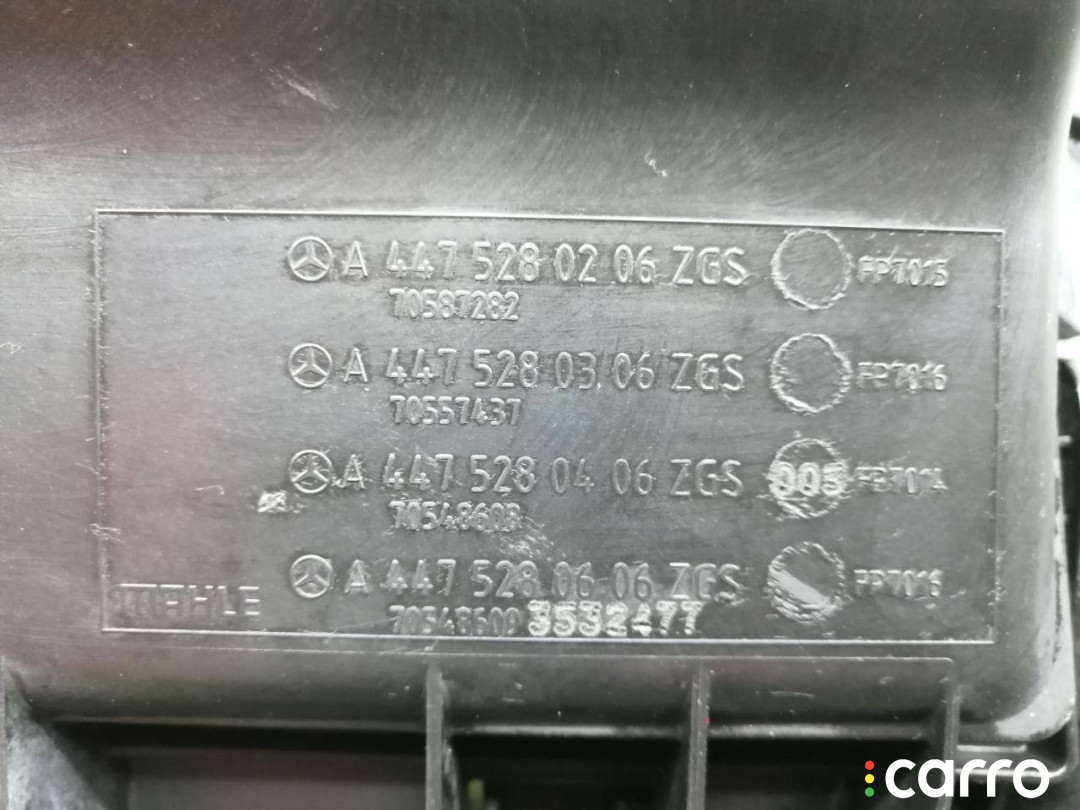 A 447 528 02 06 ZGS FP7015
70587282
A 447 528 03 06 ZGS FP7016
70557437
A 447 528 04 06 ZGS 005
70548608
A 447 528 06 06 ZGS FP7016
MAHLE 70548609 3532477
carro